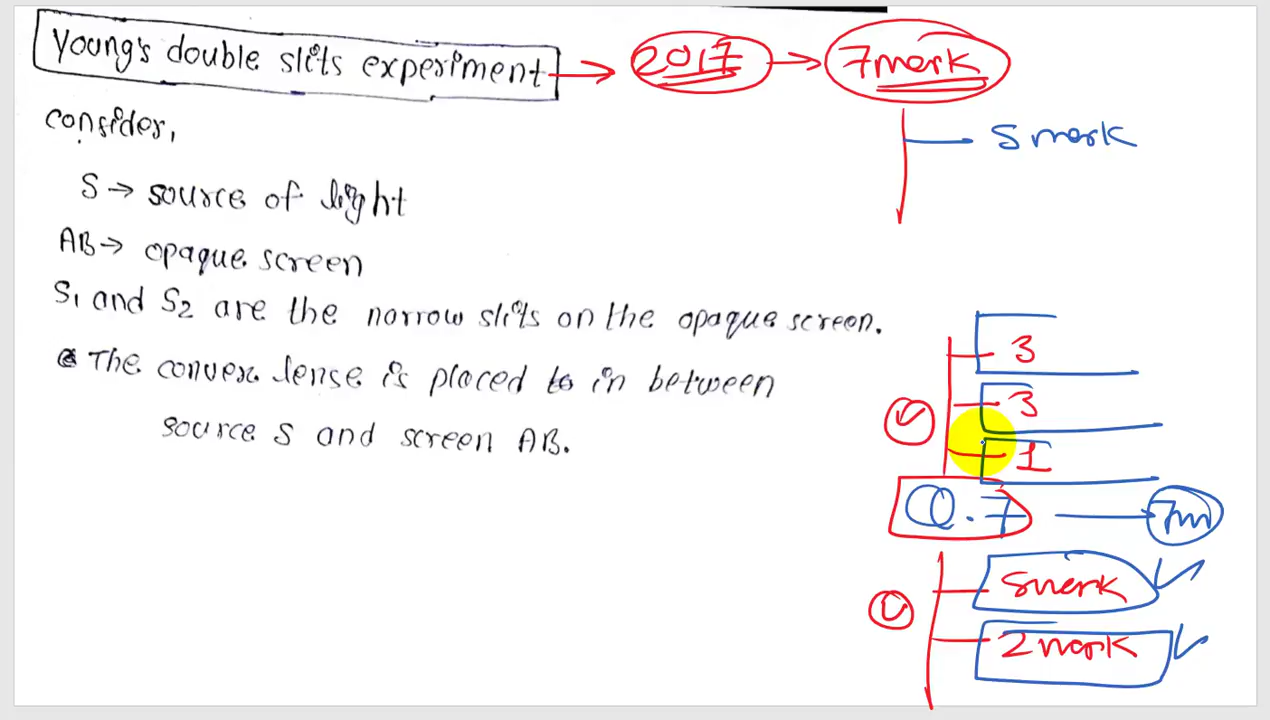 Young's double slits experiment → 2017 → 7mark
5 mark
consider,
S → source of light
AB → opaque screen
S1 and S2 are the narrow slits on the opaque screen.
The convex lense is placed to in between
source S and screen AB.
3
3
1
Q.7 → 7m
5mark
2mark